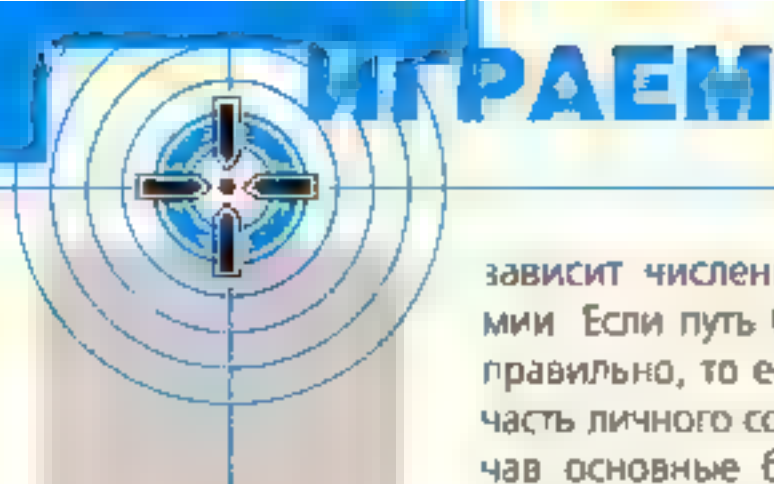 ИГРАЕМ
зависит числен
мии Если путь
правильно, то е
часть личного со
чав основные б